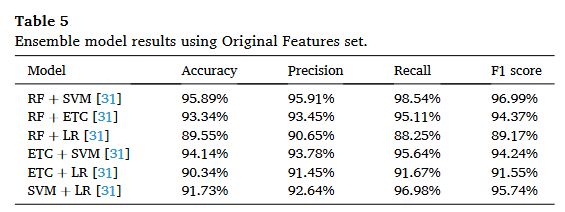 Table 5
Ensemble model results using Original Features set.
Model Accuracy Precision Recall F1 score
RF + SVM [31] 95.89% 95.91% 98.54% 96.99%
RF + ETC [31] 93.34% 93.45% 95.11% 94.37%
RF + LR [31] 89.55% 90.65% 88.25% 89.17%
ETC + SVM [31] 94.14% 93.78% 95.64% 94.24%
ETC + LR [31] 90.34% 91.45% 91.67% 91.55%
SVM + LR [31] 91.73% 92.64% 96.98% 95.74%